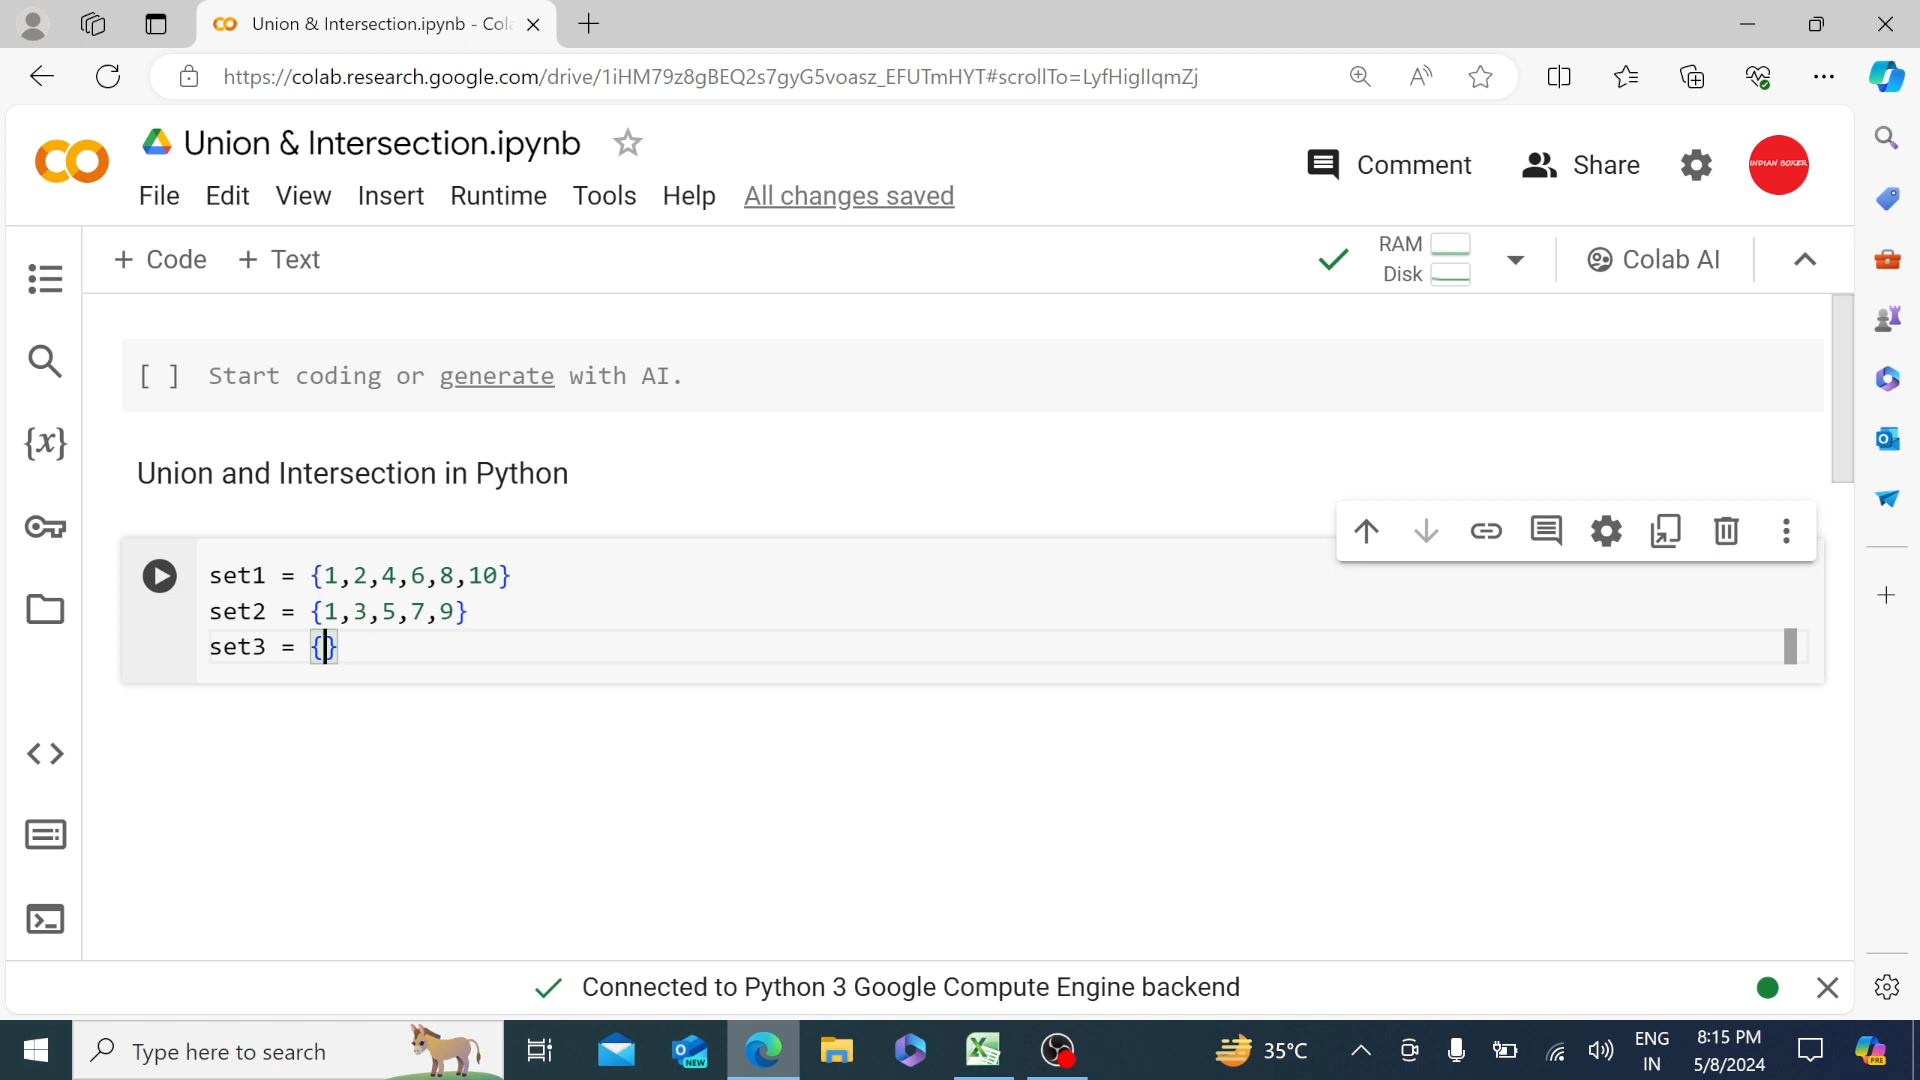 Union & Intersection.ipynb - Col
https://colab.research.google.com/drive/1iHM79z8gBEQ2s7gyG5voasz_EFUTmHYT#scrollTo=LyfHiglIqmZj
Union & Intersection.ipynb
Comment
Share
INDIAN BOXER
File Edit View Insert Runtime Tools Help All changes saved
+ Code + Text
RAM
Disk
Colab AI
[ ] Start coding or generate with AI.
Union and Intersection in Python
set1 = {1,2,4,6,8,10}
set2 = {1,3,5,7,9}
set3 = {}
Connected to Python 3 Google Compute Engine backend
Type here to search
NEW
35°C
ENG
IN
8:15 PM
5/8/2024
PRE